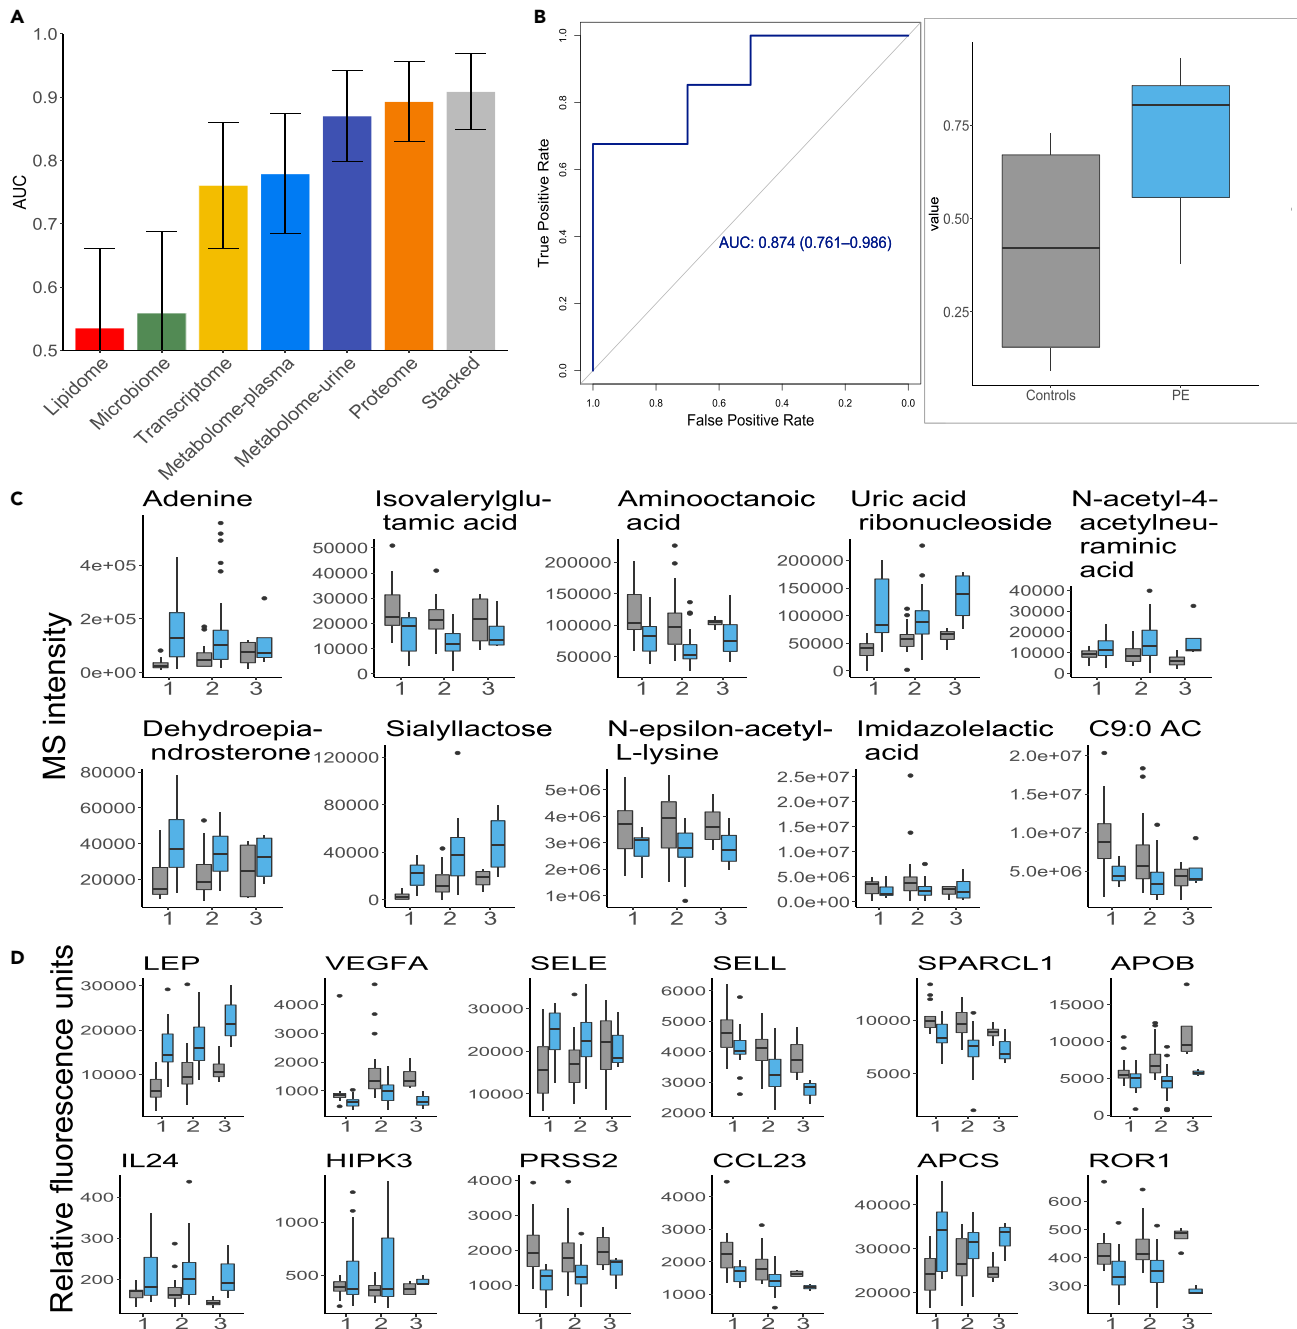 A
1.0
0.9
0.8
0.7
0.6
0.5
AUC
Lipidome
Microbiome
Transcriptome
Metabolome-plasma
Metabolome-urine
Proteome
Stacked
B
1.0
0.8
0.6
0.4
0.2
0.0
True Positive Rate
AUC: 0.874 (0.761–0.986)
1.0 0.8 0.6 0.4 0.2 0.0
False Positive Rate
value
0.75
0.50
0.25
Controls PE
C
MS intensity
Adenine
4e+05
2e+05
0e+00
1 2 3
Isovalerylglu-
tamic acid
50000
40000
30000
20000
10000
0
1 2 3
Aminooctanoic
acid
200000
150000
100000
50000
1 2 3
Uric acid
ribonucleoside
200000
150000
100000
50000
0
1 2 3
N-acetyl-4-
acetylneu-
raminic
acid
40000
30000
20000
10000
0
1 2 3
Dehydroepia-
ndrosterone
80000
60000
40000
20000
1 2 3
Sialyllactose
120000
80000
40000
0
1 2 3
N-epsilon-acetyl-
L-lysine
5e+06
4e+06
3e+06
2e+06
1e+06
1 2 3
Imidazolelactic
acid
2.5e+07
2.0e+07
1.5e+07
1.0e+07
5.0e+06
0.0e+00
1 2 3
C9:0 AC
2.0e+07
1.5e+07
1.0e+07
5.0e+06
0.0e+00
1 2 3
D
Relative fluorescence units
LEP
30000
20000
10000
1 2 3
VEGFA
4000
3000
2000
1000
1 2 3
SELE
30000
20000
10000
1 2 3
SELL
6000
5000
4000
3000
2000
1 2 3
SPARCL1
10000
5000
1 2 3
APOB
15000
10000
5000
0
1 2 3
IL24
400
300
200
100
1 2 3
HIPK3
1000
500
1 2 3
PRSS2
4000
3000
2000
1000
1 2 3
CCL23
4000
3000
2000
1000
1 2 3
APCS
40000
30000
20000
1 2 3
ROR1
600
500
400
300
1 2 3